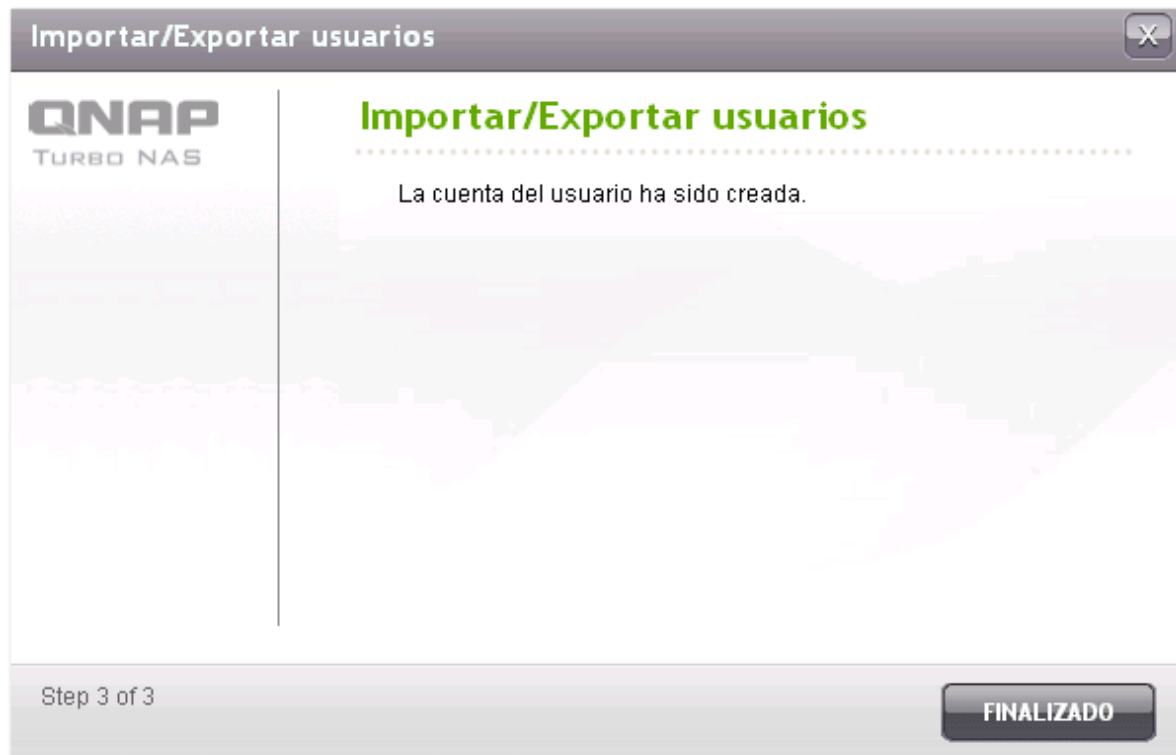 Importar/Exportar usuarios
X
QNAP
TURBO NAS
Importar/Exportar usuarios
La cuenta del usuario ha sido creada.
Step 3 of 3
FINALIZADO